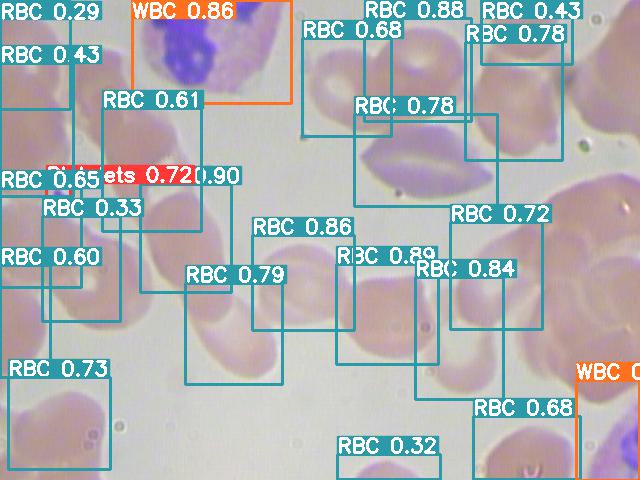 RBC 0.29
WBC 0.86
RBC 0.88
RBC 0.43
RBC 0.68
RBC 0.78
RBC 0.43
RBC 0.61
RBC 0.78
ets 0.72
0.90
RBC 0.65
RBC 0.33
RBC 0.72
RBC 0.86
RBC 0.60
RBC 0.89
RBC 0.84
RBC 0.79
RBC 0.73
WBC
RBC 0.68
RBC 0.32